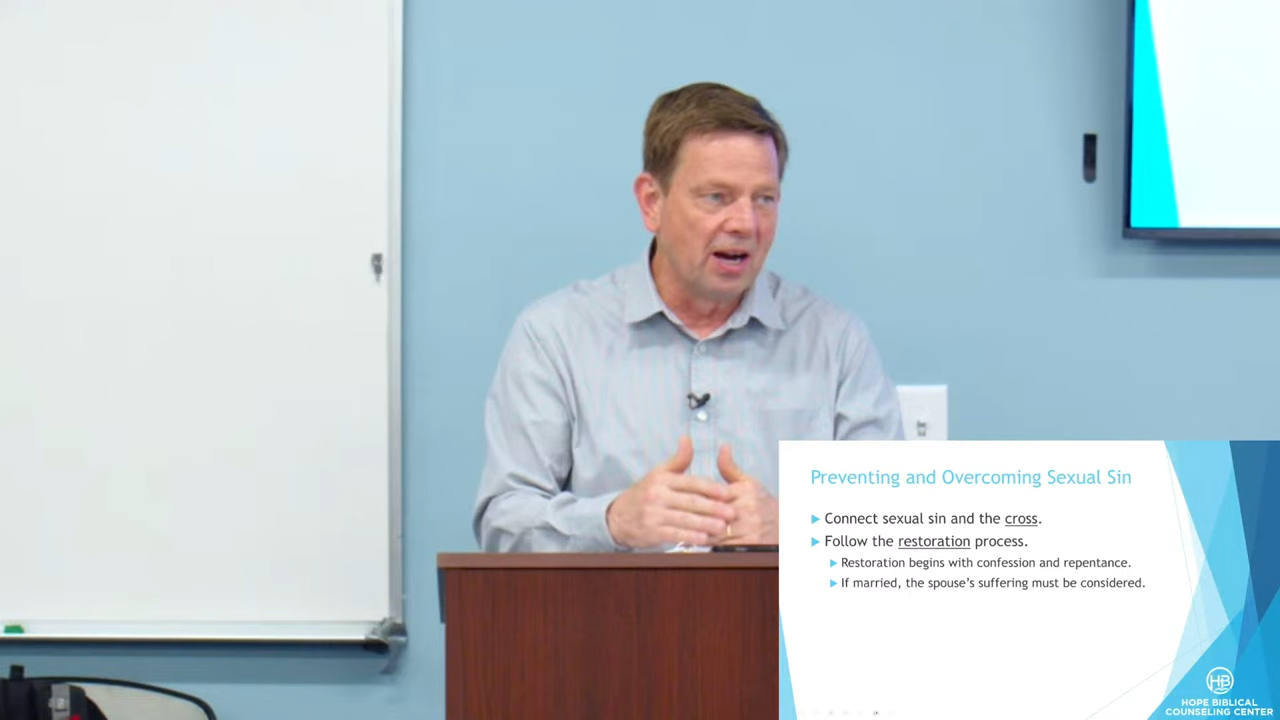 Preventing and Overcoming Sexual Sin
Connect sexual sin and the cross.
Follow the restoration process.
Restoration begins with confession and repentance.
If married, the spouse's suffering must be considered.
HB
HOPE BIBLICAL
COUNSELING CENTER